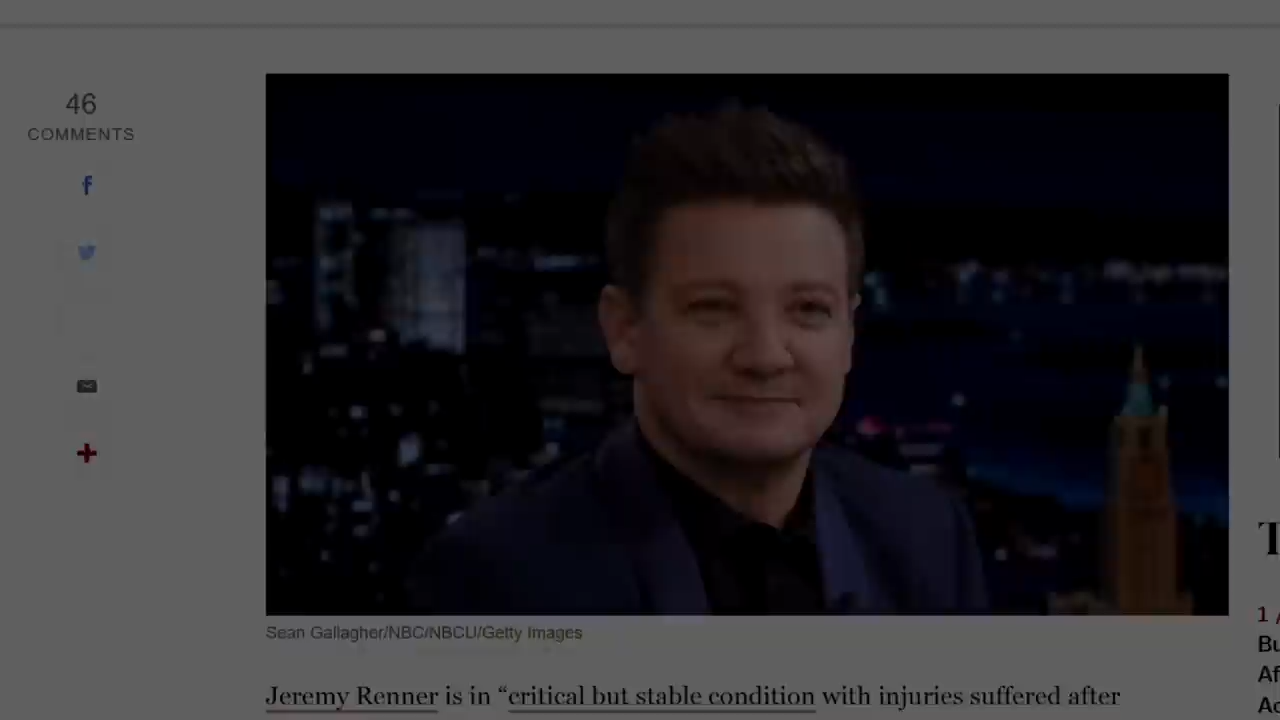 46
COMMENTS
Sean Gallagher/NBC/NBCU/Getty Images
Jeremy Renner is in “critical but stable condition with injuries suffered after
1